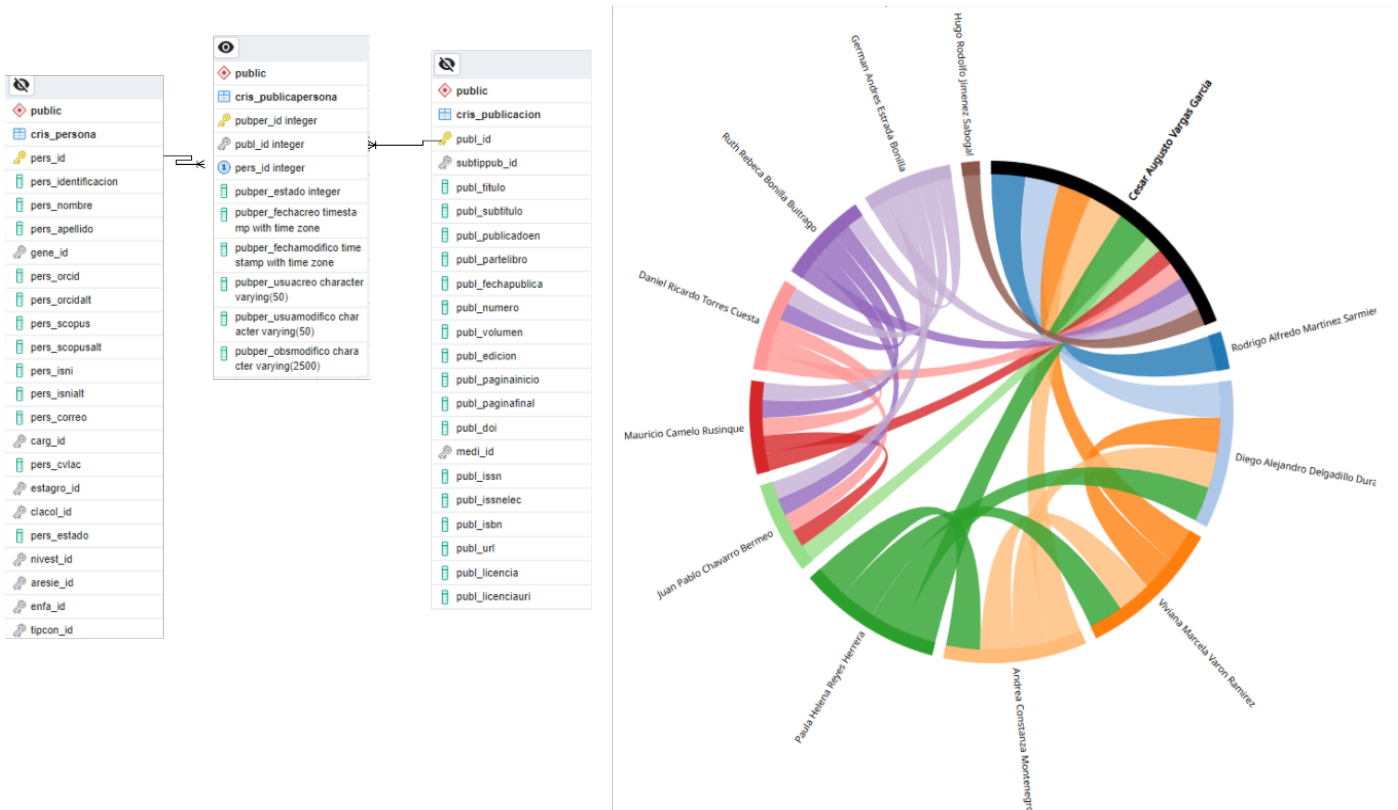 public
cris_persona
pers_id
pers_identificacion
pers_nombre
pers_apellido
gene_id
pers_orcid
pers_orcidalt
pers_scopus
pers_scopusalt
pers_isni
pers_isnialt
pers_correo
carg_id
pers_cvlac
estagro_id
clacol_id
pers_estado
nivest_id
aresie_id
enfa_id
tipcon_id
public
cris_publicapersona
pubper_id integer
publ_id integer
pers_id integer
pubper_estado integer
pubper_fechacreo timesta
mp with time zone
pubper_fechamodifico time
stamp with time zone
pubper_usuacreo character
varying(50)
pubper_usuamodifico char
acter varying(50)
pubper_obsmodifico chara
cter varying(2500)
public
cris_publicacion
publ_id
subtippub_id
publ_titulo
publ_subtitulo
publ_publicadoen
publ_partelibro
publ_fechapublica
publ_numero
publ_volumen
publ_edicion
publ_paginainicio
publ_paginafinal
publ_doi
medi_id
publ_issn
publ_issnelec
publ_isbn
publ_url
publ_licencia
publ_licenciauri
Cesar Augusto Vargas Garcia
Rodrigo Alfredo Martinez Sarmie
Diego Alejandro Delgadillo Dura
Viviana Marcela Varon Ramirez
Andrea Constanza Montenegro
Paula Helena Reyes Herrera
Juan Pablo Chavarro Bermeo
Mauricio Camelo Rusinque
Daniel Ricardo Torres Cuesta
Ruth Rebeca Bonilla Buitrago
German Andres Estrada Bonilla
Hugo Rodolfo Jimenez Sabogal